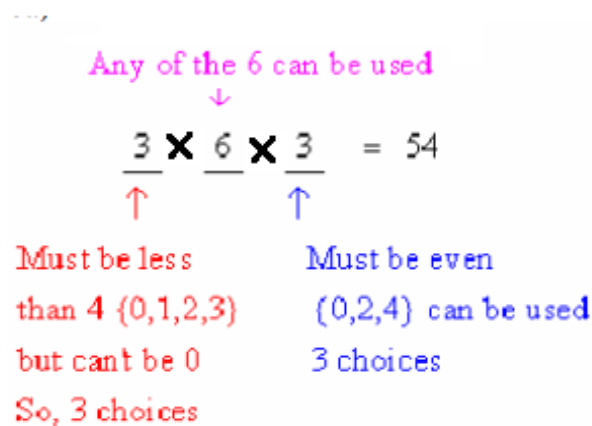 Any of the 6 can be used
↓
3 × 6 × 3 = 54
↑ ↑
Must be less Must be even
than 4 {0,1,2,3} {0,2,4} can be used
but cant be 0 3 choices
So, 3 choices